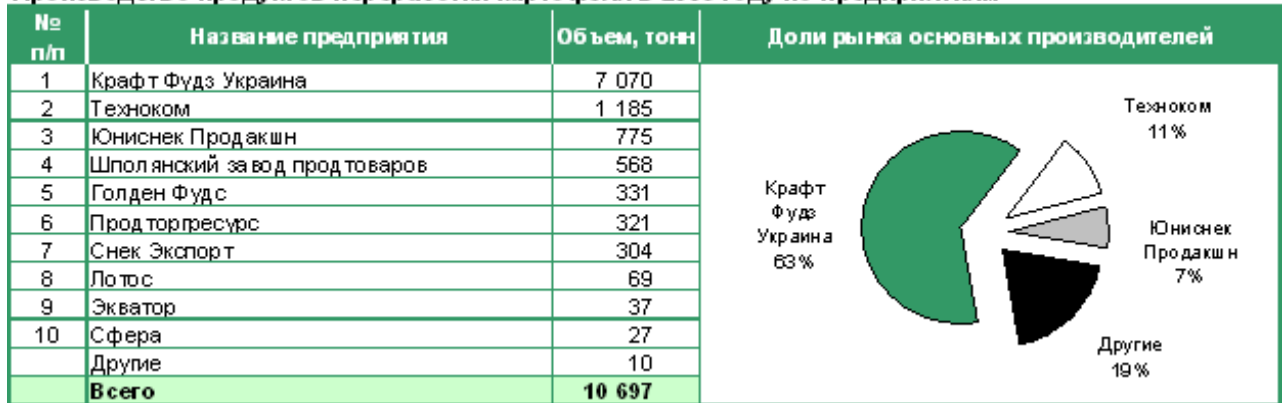 № п/п Название предприятия Объем, тонн Доли рынка основных производителей
1 Крафт Фудз Украина 7 070
2 Техноком 1 185
3 Юниснек Продакшн 775
4 Шполянский завод продтоваров 568
5 Голден Фудс 331
6 Продторгресурс 321
7 Снек Экспорт 304
8 Лотос 69
9 Экватор 37
10 Сфера 27
Другие 10
Всего 10 697
Техноком
11%
Крафт
Фудз
Украина
63%
Юниснек
Продакшн
7%
Другие
19%